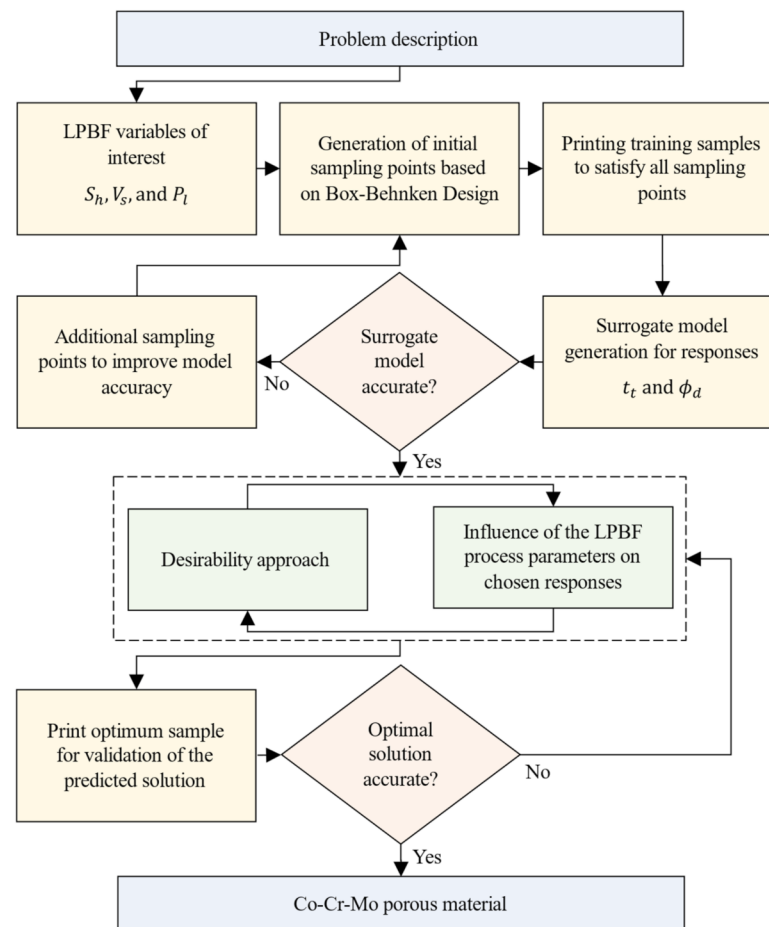 Problem description
LPBF variables of
interest
$S_h, V_s$, and $P_l$
Generation of initial
sampling points based
on Box-Behnken Design
Printing training samples
to satisfy all sampling
points
Additional sampling
points to improve model
accuracy
No
Surrogate
model
accurate?
Surrogate model
generation for responses
$t_t$ and $\phi_d$
Yes
Desirability approach
Influence of the LPBF
process parameters on
chosen responses
Print optimum sample
for validation of the
predicted solution
Optimal
solution
accurate?
No
Yes
Co-Cr-Mo porous material